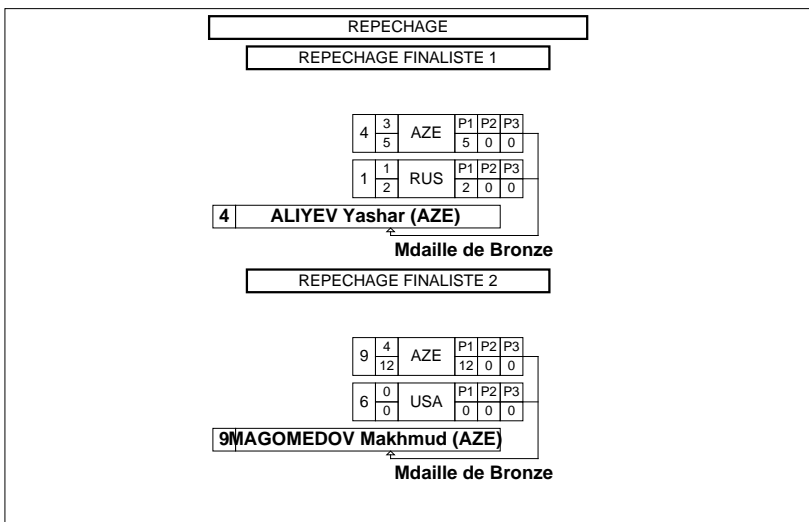 REPECHAGE
REPECHAGE FINALISTE 1
4 3 AZE P1 P2 P3
5 5 0 0
1 1 RUS P1 P2 P3
2 2 0 0
4 ALIYEV Yashar (AZE)
Mdaille de Bronze
REPECHAGE FINALISTE 2
9 4 AZE P1 P2 P3
12 12 0 0
6 0 USA P1 P2 P3
0 0 0 0
9 MAGOMEDOV Makhmud (AZE)
Mdaille de Bronze